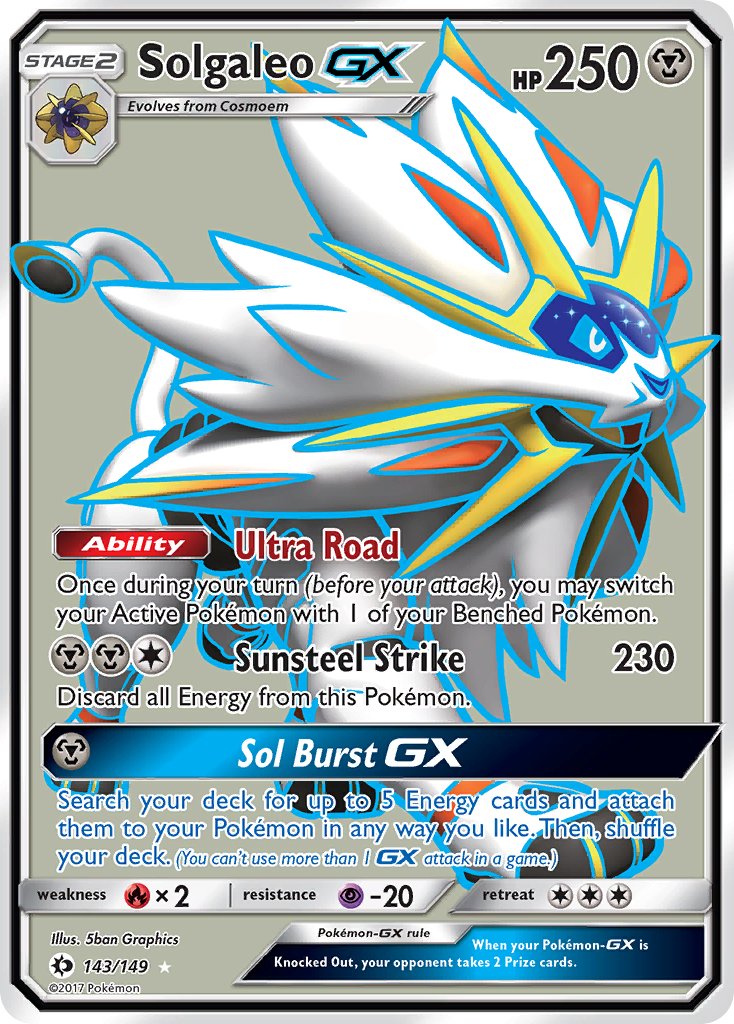 STAGE2 Solgaleo GX HP 250
Evolves from Cosmoem
Ability Ultra Road
Once during your turn (before your attack), you may switch
your Active Pokémon with 1 of your Benched Pokémon.
Sunsteel Strike 230
Discard all Energy from this Pokémon.
Sol Burst GX
Search your deck for up to 5 Energy cards and attach
them to your Pokémon in any way you like. Then, shuffle
your deck. (You can't use more than 1 GX attack in a game.)
weakness ×2 resistance -20 retreat
Illus. 5ban Graphics
143/149
©2017 Pokémon
Pokémon-GX rule
When your Pokémon-GX is
Knocked Out, your opponent takes 2 Prize cards.